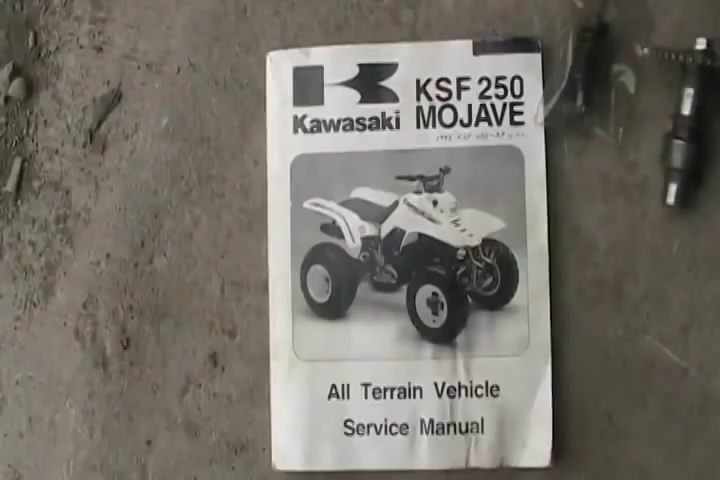 KSF 250
Kawasaki MOJAVE
All Terrain Vehicle
Service Manual